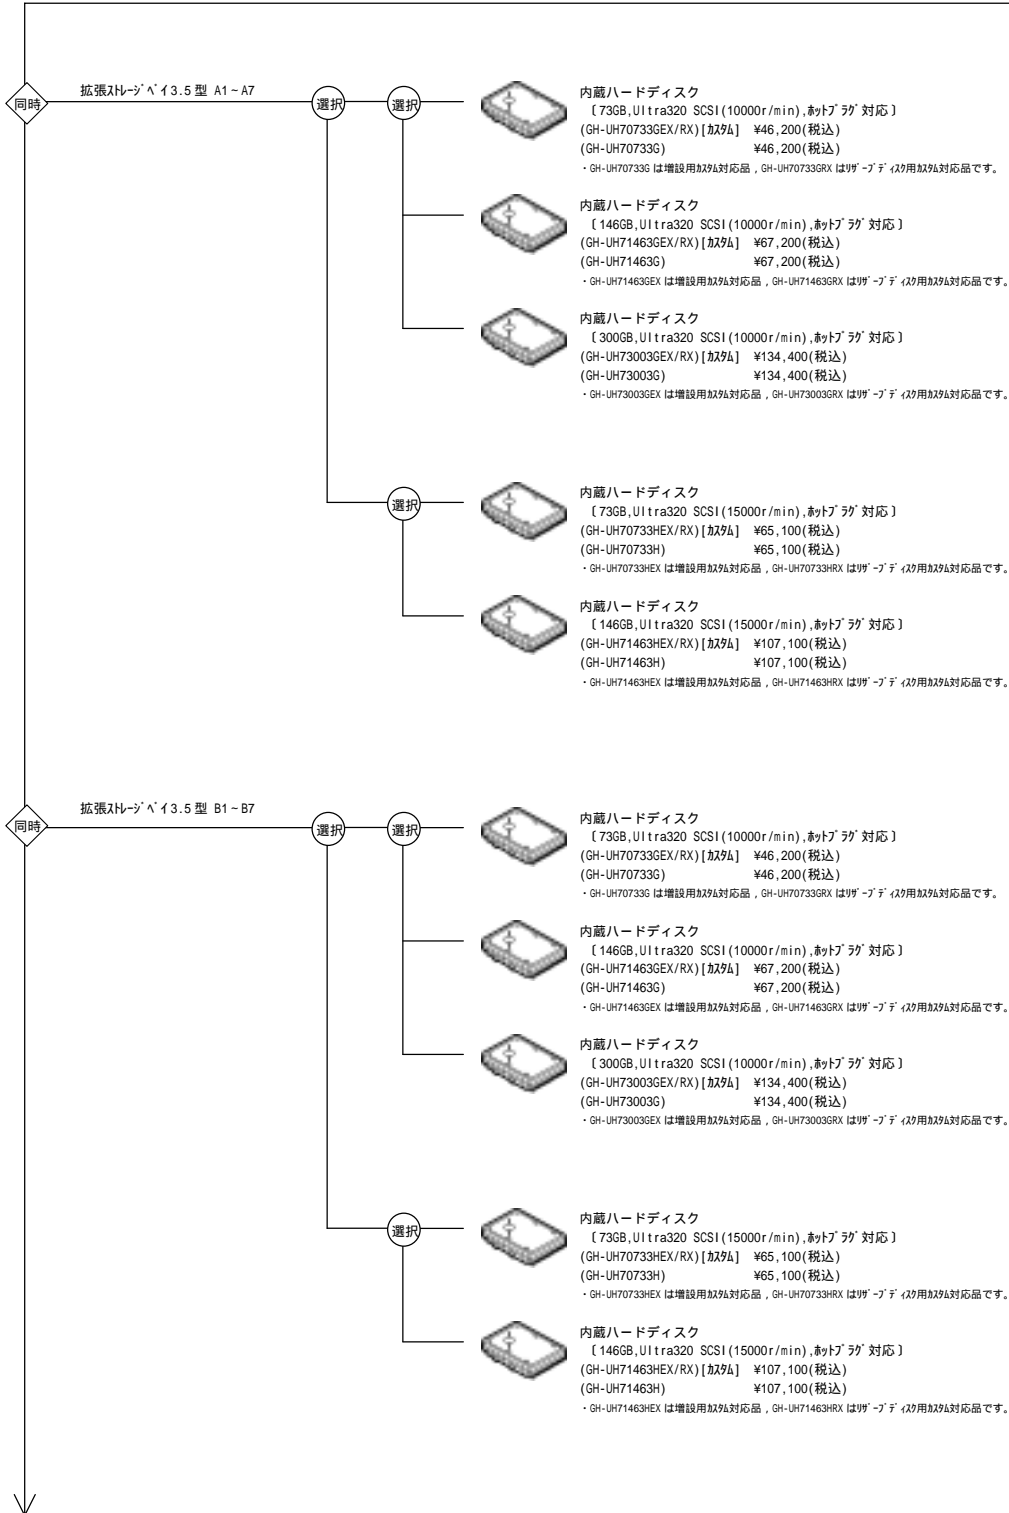 同時
拡張ｽﾄﾚｰｼﾞﾍﾞｲ3.5型 A1~A7
選択
選択
内蔵ハードディスク
〔73GB,Ultra320 SCSI(10000r/min),ﾎｯﾄﾌﾟﾗｸﾞ対応〕
(GH-UH70733GEX/RX)[ｶｽﾀﾑ] ¥46,200(税込)
(GH-UH70733G) ¥46,200(税込)
・GH-UH70733G は増設用ｶｽﾀﾑ対応品，GH-UH70733GRX はﾘｻﾞｰﾌﾞﾃﾞｨｽｸ用ｶｽﾀﾑ対応品です。
内蔵ハードディスク
〔146GB,Ultra320 SCSI(10000r/min),ﾎｯﾄﾌﾟﾗｸﾞ対応〕
(GH-UH71463GEX/RX)[ｶｽﾀﾑ] ¥67,200(税込)
(GH-UH71463G) ¥67,200(税込)
・GH-UH71463GEX は増設用ｶｽﾀﾑ対応品，GH-UH71463GRX はﾘｻﾞｰﾌﾞﾃﾞｨｽｸ用ｶｽﾀﾑ対応品です。
内蔵ハードディスク
〔300GB,Ultra320 SCSI(10000r/min),ﾎｯﾄﾌﾟﾗｸﾞ対応〕
(GH-UH73003GEX/RX)[ｶｽﾀﾑ] ¥134,400(税込)
(GH-UH73003G) ¥134,400(税込)
・GH-UH73003GEX は増設用ｶｽﾀﾑ対応品，GH-UH73003GRX はﾘｻﾞｰﾌﾞﾃﾞｨｽｸ用ｶｽﾀﾑ対応品です。
選択
内蔵ハードディスク
〔73GB,Ultra320 SCSI(15000r/min),ﾎｯﾄﾌﾟﾗｸﾞ対応〕
(GH-UH70733HEX/RX)[ｶｽﾀﾑ] ¥65,100(税込)
(GH-UH70733H) ¥65,100(税込)
・GH-UH70733HEX は増設用ｶｽﾀﾑ対応品，GH-UH70733HRX はﾘｻﾞｰﾌﾞﾃﾞｨｽｸ用ｶｽﾀﾑ対応品です。
内蔵ハードディスク
〔146GB,Ultra320 SCSI(15000r/min),ﾎｯﾄﾌﾟﾗｸﾞ対応〕
(GH-UH71463HEX/RX)[ｶｽﾀﾑ] ¥107,100(税込)
(GH-UH71463H) ¥107,100(税込)
・GH-UH71463HEX は増設用ｶｽﾀﾑ対応品，GH-UH71463HRX はﾘｻﾞｰﾌﾞﾃﾞｨｽｸ用ｶｽﾀﾑ対応品です。
同時
拡張ｽﾄﾚｰｼﾞﾍﾞｲ3.5型 B1~B7
選択
選択
内蔵ハードディスク
〔73GB,Ultra320 SCSI(10000r/min),ﾎｯﾄﾌﾟﾗｸﾞ対応〕
(GH-UH70733GEX/RX)[ｶｽﾀﾑ] ¥46,200(税込)
(GH-UH70733G) ¥46,200(税込)
・GH-UH70733G は増設用ｶｽﾀﾑ対応品，GH-UH70733GRX はﾘｻﾞｰﾌﾞﾃﾞｨｽｸ用ｶｽﾀﾑ対応品です。
内蔵ハードディスク
〔146GB,Ultra320 SCSI(10000r/min),ﾎｯﾄﾌﾟﾗｸﾞ対応〕
(GH-UH71463GEX/RX)[ｶｽﾀﾑ] ¥67,200(税込)
(GH-UH71463G) ¥67,200(税込)
・GH-UH71463GEX は増設用ｶｽﾀﾑ対応品，GH-UH71463GRX はﾘｻﾞｰﾌﾞﾃﾞｨｽｸ用ｶｽﾀﾑ対応品です。
内蔵ハードディスク
〔300GB,Ultra320 SCSI(10000r/min),ﾎｯﾄﾌﾟﾗｸﾞ対応〕
(GH-UH73003GEX/RX)[ｶｽﾀﾑ] ¥134,400(税込)
(GH-UH73003G) ¥134,400(税込)
・GH-UH73003GEX は増設用ｶｽﾀﾑ対応品，GH-UH73003GRX はﾘｻﾞｰﾌﾞﾃﾞｨｽｸ用ｶｽﾀﾑ対応品です。
選択
内蔵ハードディスク
〔73GB,Ultra320 SCSI(15000r/min),ﾎｯﾄﾌﾟﾗｸﾞ対応〕
(GH-UH70733HEX/RX)[ｶｽﾀﾑ] ¥65,100(税込)
(GH-UH70733H) ¥65,100(税込)
・GH-UH70733HEX は増設用ｶｽﾀﾑ対応品，GH-UH70733HRX はﾘｻﾞｰﾌﾞﾃﾞｨｽｸ用ｶｽﾀﾑ対応品です。
内蔵ハードディスク
〔146GB,Ultra320 SCSI(15000r/min),ﾎｯﾄﾌﾟﾗｸﾞ対応〕
(GH-UH71463HEX/RX)[ｶｽﾀﾑ] ¥107,100(税込)
(GH-UH71463H) ¥107,100(税込)
・GH-UH71463HEX は増設用ｶｽﾀﾑ対応品，GH-UH71463HRX はﾘｻﾞｰﾌﾞﾃﾞｨｽｸ用ｶｽﾀﾑ対応品です。